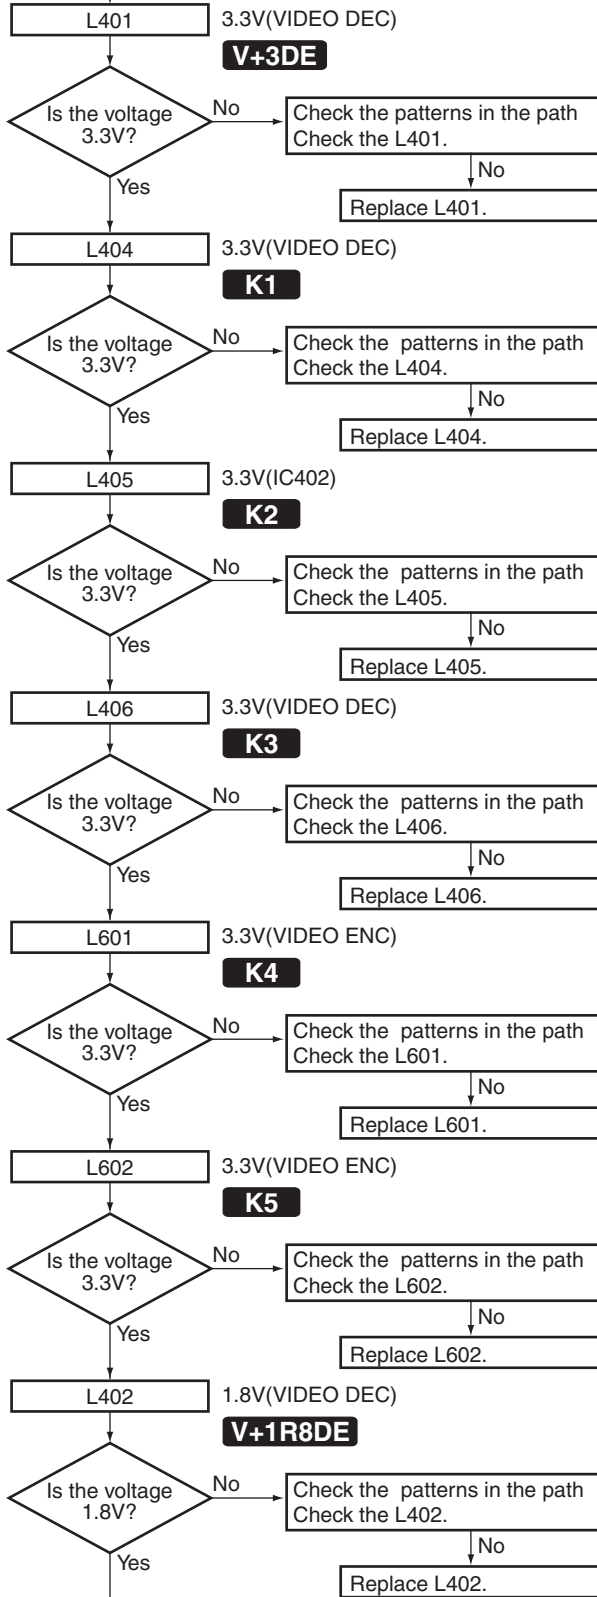 L401
3.3V(VIDEO DEC)
V+3DE
Is the voltage
3.3V?
No
Check the patterns in the path
Check the L401.
No
Replace L401.
Yes
L404
3.3V(VIDEO DEC)
K1
Is the voltage
3.3V?
No
Check the patterns in the path
Check the L404.
No
Replace L404.
Yes
L405
3.3V(IC402)
K2
Is the voltage
3.3V?
No
Check the patterns in the path
Check the L405.
No
Replace L405.
Yes
L406
3.3V(VIDEO DEC)
K3
Is the voltage
3.3V?
No
Check the patterns in the path
Check the L406.
No
Replace L406.
Yes
L601
3.3V(VIDEO ENC)
K4
Is the voltage
3.3V?
No
Check the patterns in the path
Check the L601.
No
Replace L601.
Yes
L602
3.3V(VIDEO ENC)
K5
Is the voltage
3.3V?
No
Check the patterns in the path
Check the L602.
No
Replace L602.
Yes
L402
1.8V(VIDEO DEC)
V+1R8DE
Is the voltage
1.8V?
No
Check the patterns in the path
Check the L402.
No
Replace L402.
Yes